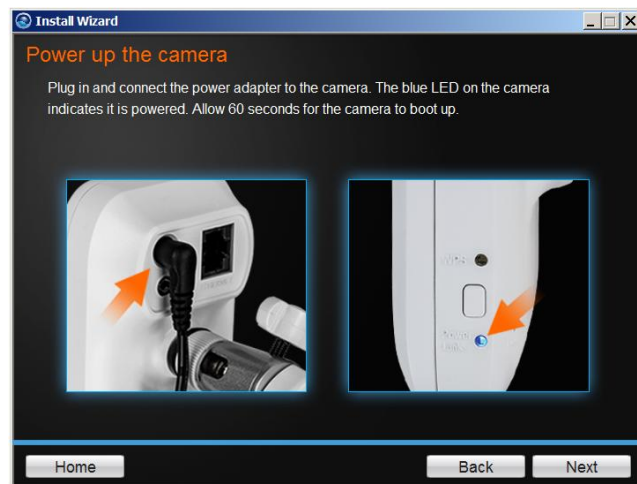 Install Wizard
Power up the camera
Plug in and connect the power adapter to the camera. The blue LED on the camera
indicates it is powered. Allow 60 seconds for the camera to boot up.
Home
Back
Next